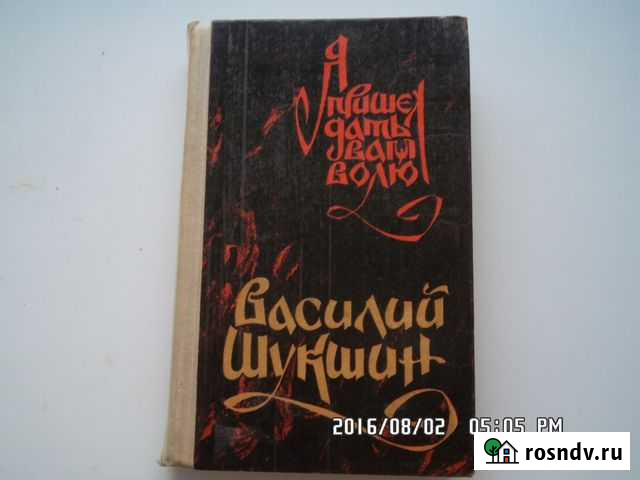 Я
пришел
дать
вам
волю
Василий
Шукшин
2016/08/02 05:05 PM
rosndv.ru